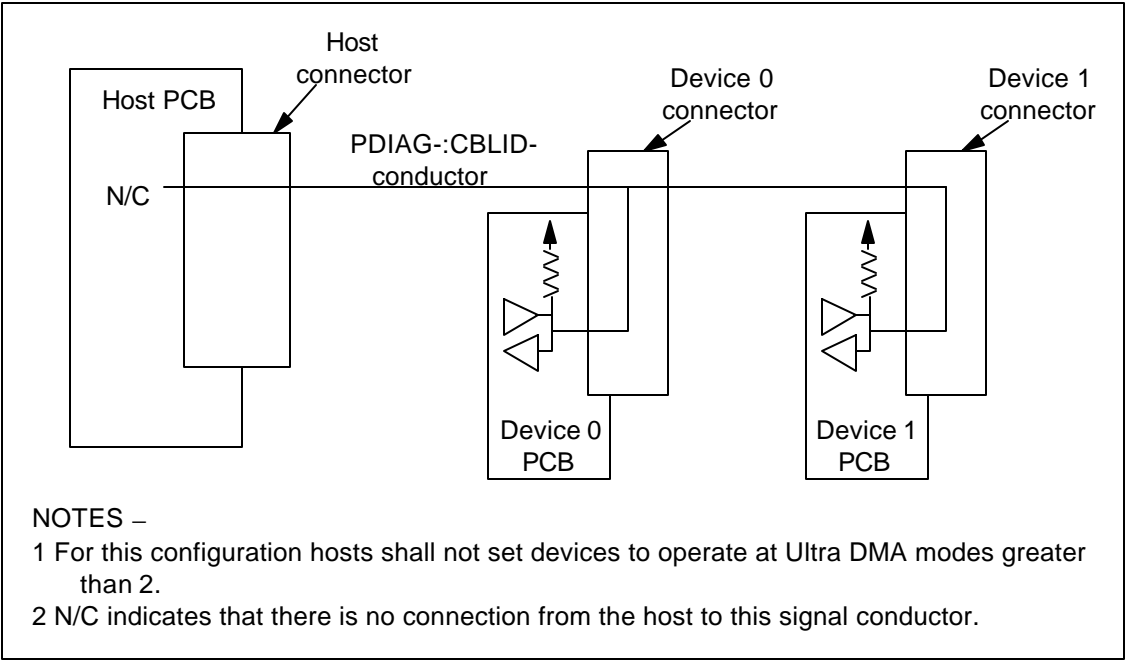 Host
connector
Host PCB
Device 0
connector
Device 1
connector
PDIAG-:CBLID-
conductor
N/C
Device 0
PCB
Device 1
PCB
NOTES –
1 For this configuration hosts shall not set devices to operate at Ultra DMA modes greater
than 2.
2 N/C indicates that there is no connection from the host to this signal conductor.